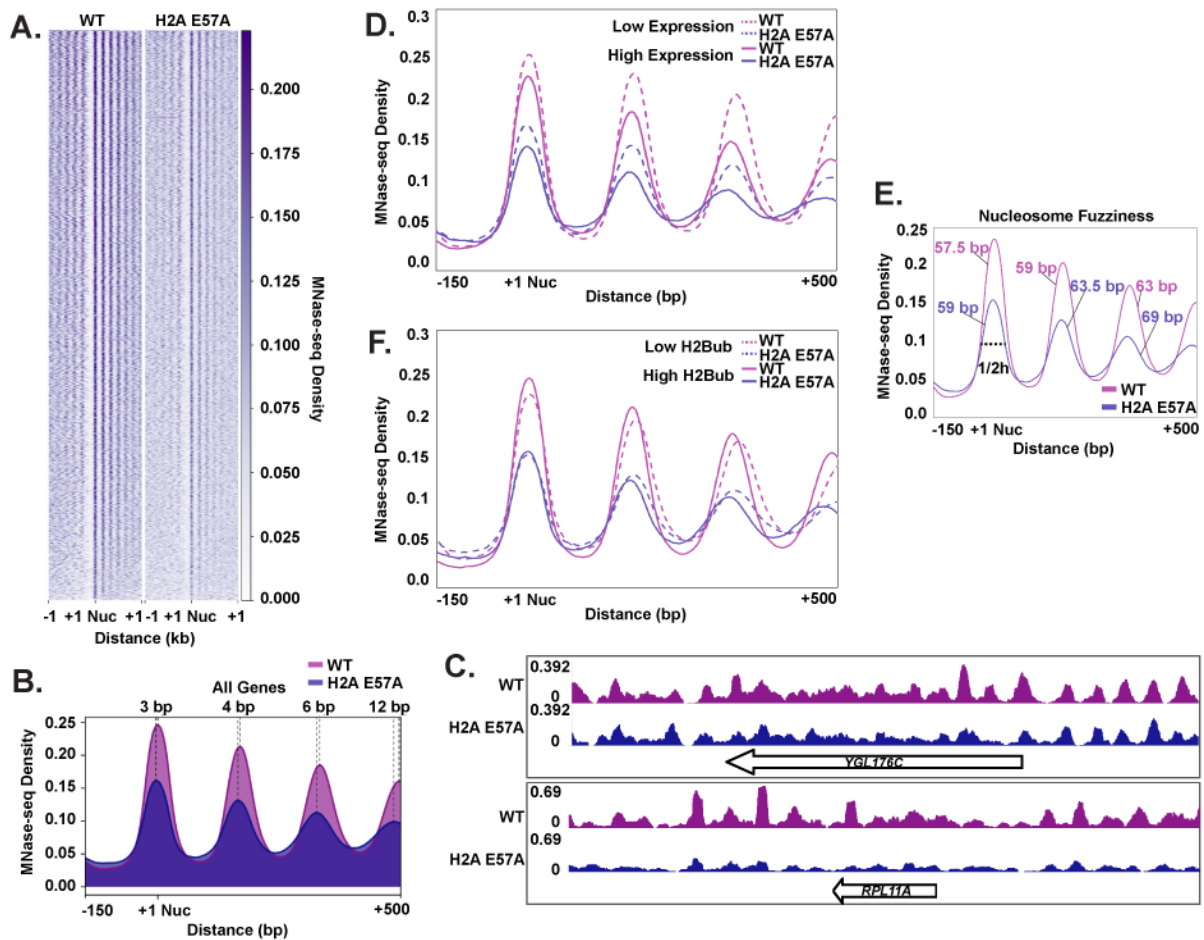 A.
WT
H2A E57A
0.200
0.175
0.150
0.125
0.100
0.075
0.050
0.025
0.000
MNase-seq Density
-1 +1 Nuc +1 -1 +1 Nuc +1
Distance (kb)
B.
WT
H2A E57A
All Genes
3 bp 4 bp 6 bp 12 bp
0.25
0.20
0.15
0.10
0.05
0.00
MNase-seq Density
-150 +1 Nuc +500
Distance (bp)
D.
Low Expression
WT
H2A E57A
High Expression
WT
H2A E57A
0.3
0.25
0.2
0.15
0.1
0.05
0.0
MNase-seq Density
-150 +1 Nuc +500
Distance (bp)
E.
Nucleosome Fuzziness
0.25
0.2
0.15
0.1
0.05
0.0
MNase-seq Density
57.5 bp
59 bp
59 bp
63.5 bp
63 bp
69 bp
1/2h
WT
H2A E57A
-150 +1 Nuc +500
Distance (bp)
F.
Low H2Bub
WT
H2A E57A
High H2Bub
WT
H2A E57A
0.3
0.25
0.2
0.15
0.1
0.05
0.0
MNase-seq Density
-150 +1 Nuc +500
Distance (bp)
C.
0.392
WT
0
0.392
H2A E57A
0
YGL176C
0.69
WT
0
0.69
H2A E57A
0
RPL11A